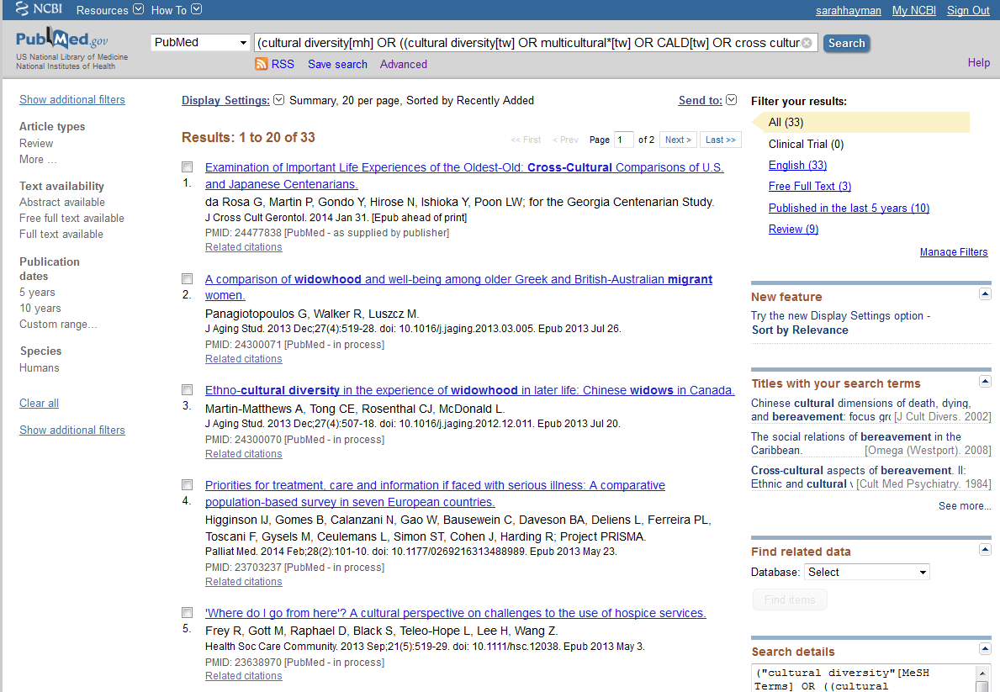 NCBI Resources How To sarahhayman My NCBI Sign Out
PubMed.gov
US National Library of Medicine
National Institutes of Health
PubMed (cultural diversity[mh] OR ((cultural diversity[tw] OR multicultural*[tw] OR CALD[tw] OR cross cultur Search
RSS Save search Advanced
Help
Show additional filters
Article types
Review
More ...
Text availability
Abstract available
Free full text available
Full text available
Publication
dates
5 years
10 years
Custom range...
Species
Humans
Clear all
Show additional filters
Display Settings: Summary, 20 per page, Sorted by Recently Added Send to:
Results: 1 to 20 of 33
<< First < Prev Page 1 of 2 Next > Last >>
Examination of Important Life Experiences of the Oldest-Old: Cross-Cultural Comparisons of U.S.
1. and Japanese Centenarians.
da Rosa G, Martin P, Gondo Y, Hirose N, Ishioka Y, Poon LW; for the Georgia Centenarian Study.
J Cross Cult Gerontol. 2014 Jan 31. [Epub ahead of print]
PMID: 24477838 [PubMed - as supplied by publisher]
Related citations
A comparison of widowhood and well-being among older Greek and British-Australian migrant
2. women.
Panagiotopoulos G, Walker R, Luszcz M.
J Aging Stud. 2013 Dec;27(4):519-28. doi: 10.1016/j.jaging.2013.03.005. Epub 2013 Jul 26.
PMID: 24300071 [PubMed - in process]
Related citations
Ethno-cultural diversity in the experience of widowhood in later life: Chinese widows in Canada.
3. Martin-Matthews A, Tong CE, Rosenthal CJ, McDonald L.
J Aging Stud. 2013 Dec;27(4):507-18. doi: 10.1016/j.jaging.2012.12.011. Epub 2013 Jul 20.
PMID: 24300070 [PubMed - in process]
Related citations
Priorities for treatment, care and information if faced with serious illness: A comparative
4. population-based survey in seven European countries.
Higginson IJ, Gomes B, Calanzani N, Gao W, Bausewein C, Daveson BA, Deliens L, Ferreira PL,
Toscani F, Gysels M, Ceulemans L, Simon ST, Cohen J, Harding R; Project PRISMA.
Palliat Med. 2014 Feb;28(2):101-10. doi: 10.1177/0269216313488989. Epub 2013 May 23.
PMID: 23703237 [PubMed - in process]
Related citations
'Where do I go from here'? A cultural perspective on challenges to the use of hospice services.
5. Frey R, Gott M, Raphael D, Black S, Teleo-Hope L, Lee H, Wang Z.
Health Soc Care Community. 2013 Sep;21(5):519-29. doi: 10.1111/hsc.12038. Epub 2013 May 3.
PMID: 23638970 [PubMed - in process]
Related citations
Filter your results:
All (33)
Clinical Trial (0)
English (33)
Free Full Text (3)
Published in the last 5 years (10)
Review (9)
Manage Filters
New feature
Try the new Display Settings option -
Sort by Relevance
Titles with your search terms
Chinese cultural dimensions of death, dying,
and bereavement: focus gr [J Cult Divers. 2002]
The social relations of bereavement in the
Caribbean. [Omega (Westport). 2008]
Cross-cultural aspects of bereavement. II:
Ethnic and cultural [Cult Med Psychiatry. 1984]
See more...
Find related data
Database: Select
Find items
Search details
("cultural diversity"[MeSH
Terms] OR ((cultural